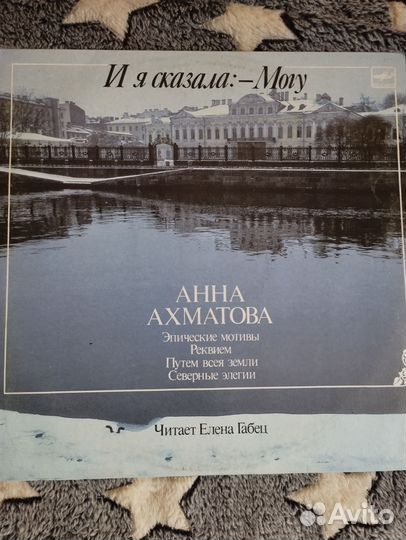 И я сказала: – Могу
АННА
АХМАТОВА
Эпические мотивы
Реквием
Путем всея земли
Северные элегии
Читает Елена Габец
Avito